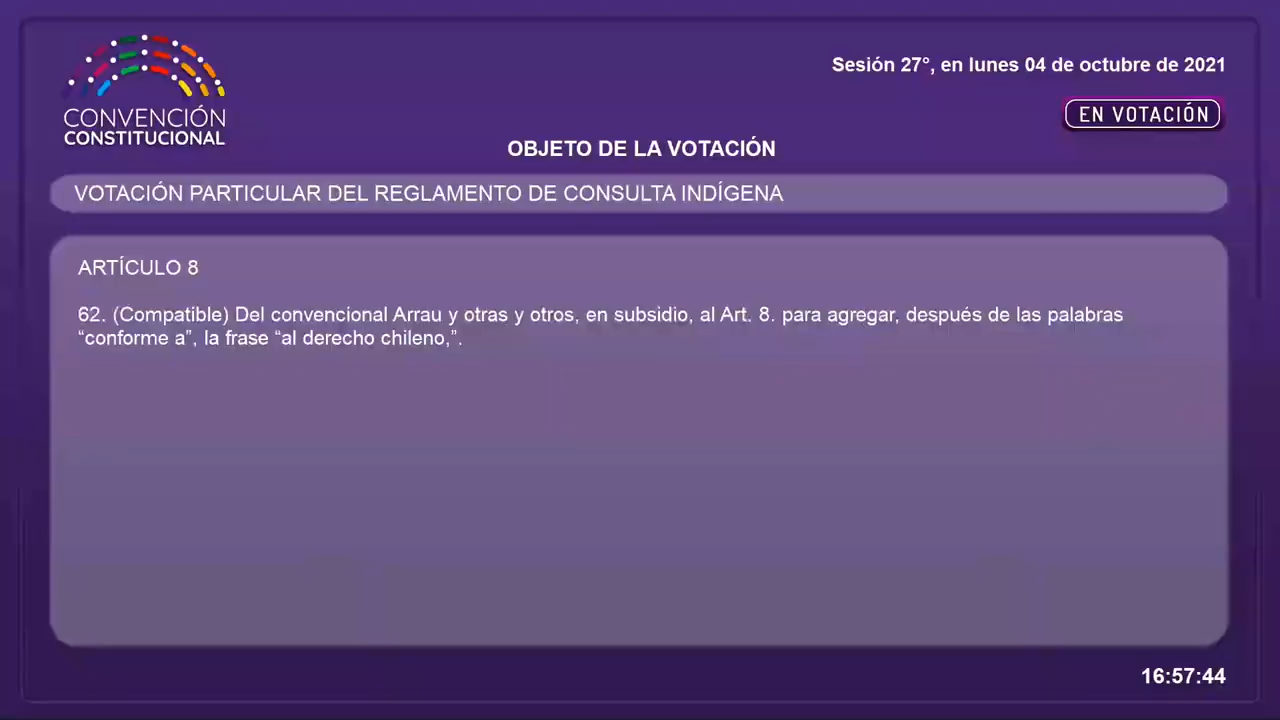 CONVENCIÓN
CONSTITUCIONAL
Sesión 27°, en lunes 04 de octubre de 2021
EN VOTACIÓN
OBJETO DE LA VOTACIÓN
VOTACIÓN PARTICULAR DEL REGLAMENTO DE CONSULTA INDÍGENA
ARTÍCULO 8
62. (Compatible) Del convencional Arrau y otras y otros, en subsidio, al Art. 8. para agregar, después de las palabras
“conforme a”, la frase “al derecho chileno,”.
16:57:44